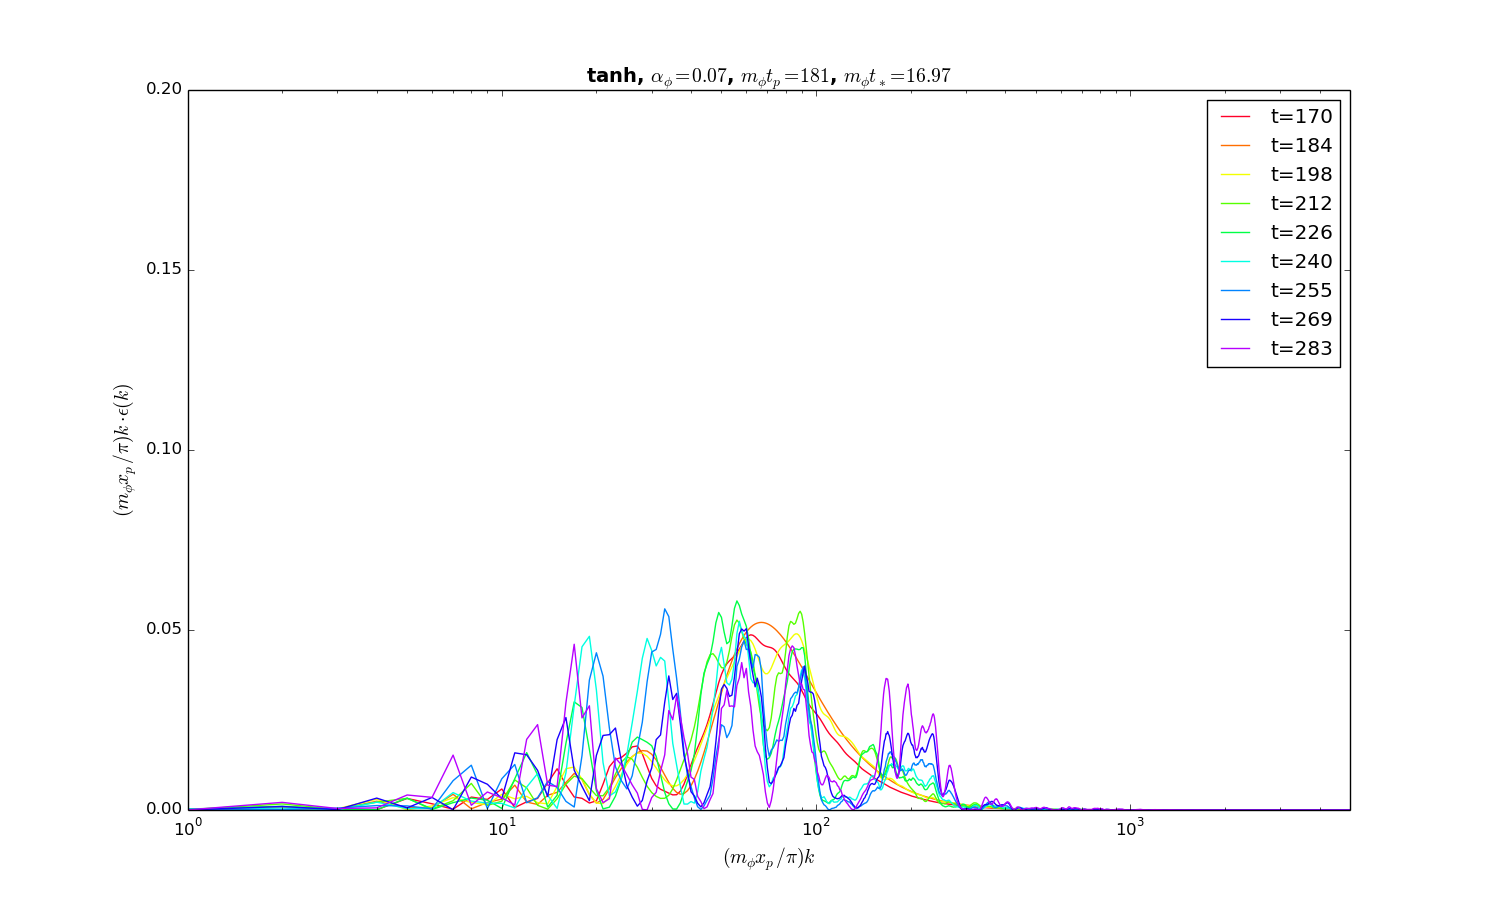 tanh, α_ϕ=0.07, m_ϕt_p=181, m_ϕt_*=16.97
0.20
0.15
0.10
0.05
0.00
(m_ϕx_p/π)k·ϵ(k)
t=170
t=184
t=198
t=212
t=226
t=240
t=255
t=269
t=283
10^0
10^1
10^2
10^3
(m_ϕx_p/π)k